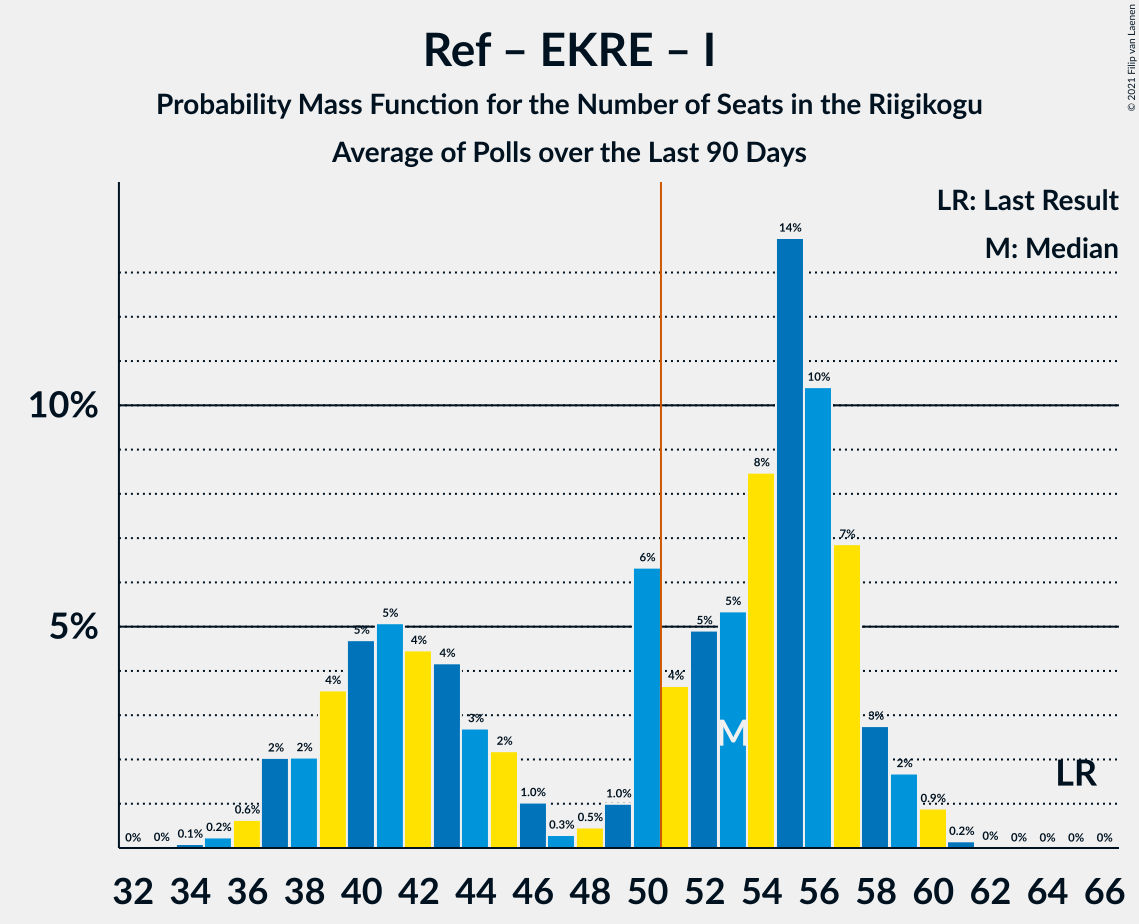 Ref – EKRE – I
Probability Mass Function for the Number of Seats in the Riigikogu
Average of Polls over the Last 90 Days
© 2021 Filip van Laenen
LR: Last Result
M: Median
10%
5%
0% 0% 0.1% 0.2% 0.6% 2% 2% 4% 5% 5% 4% 4% 3% 2% 1.0% 0.3% 0.5% 1.0% 6% 4% 5% 5% 8% 14% 10% 7% 3% 2% 0.9% 0.2% 0% 0% 0% 0% 0%
M
LR
32 34 36 38 40 42 44 46 48 50 52 54 56 58 60 62 64 66